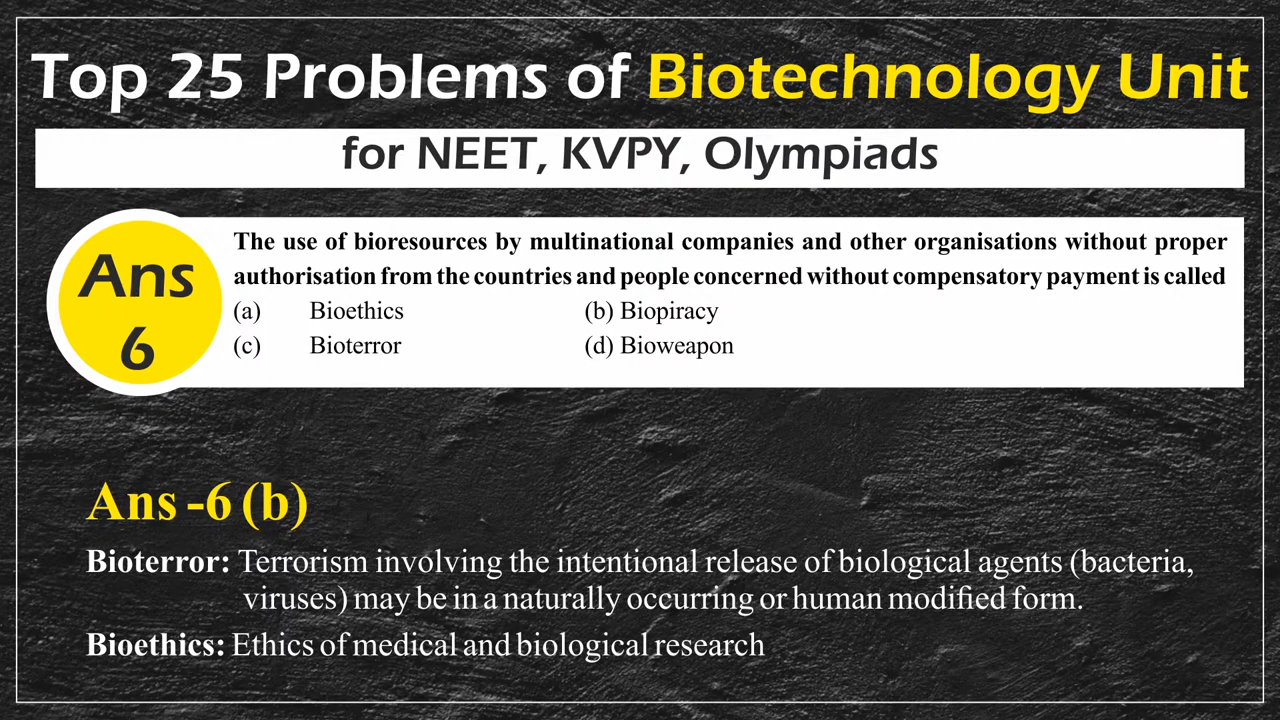 Top 25 Problems of Biotechnology Unit
for NEET, KVPY, Olympiads
Ans
6
The use of bioresources by multinational companies and other organisations without proper
authorisation from the countries and people concerned without compensatory payment is called
(a) Bioethics (b) Biopiracy
(c) Bioterror (d) Bioweapon
Ans -6 (b)
Bioterror: Terrorism involving the intentional release of biological agents (bacteria,
viruses) may be in a naturally occurring or human modified form.
Bioethics: Ethics of medical and biological research